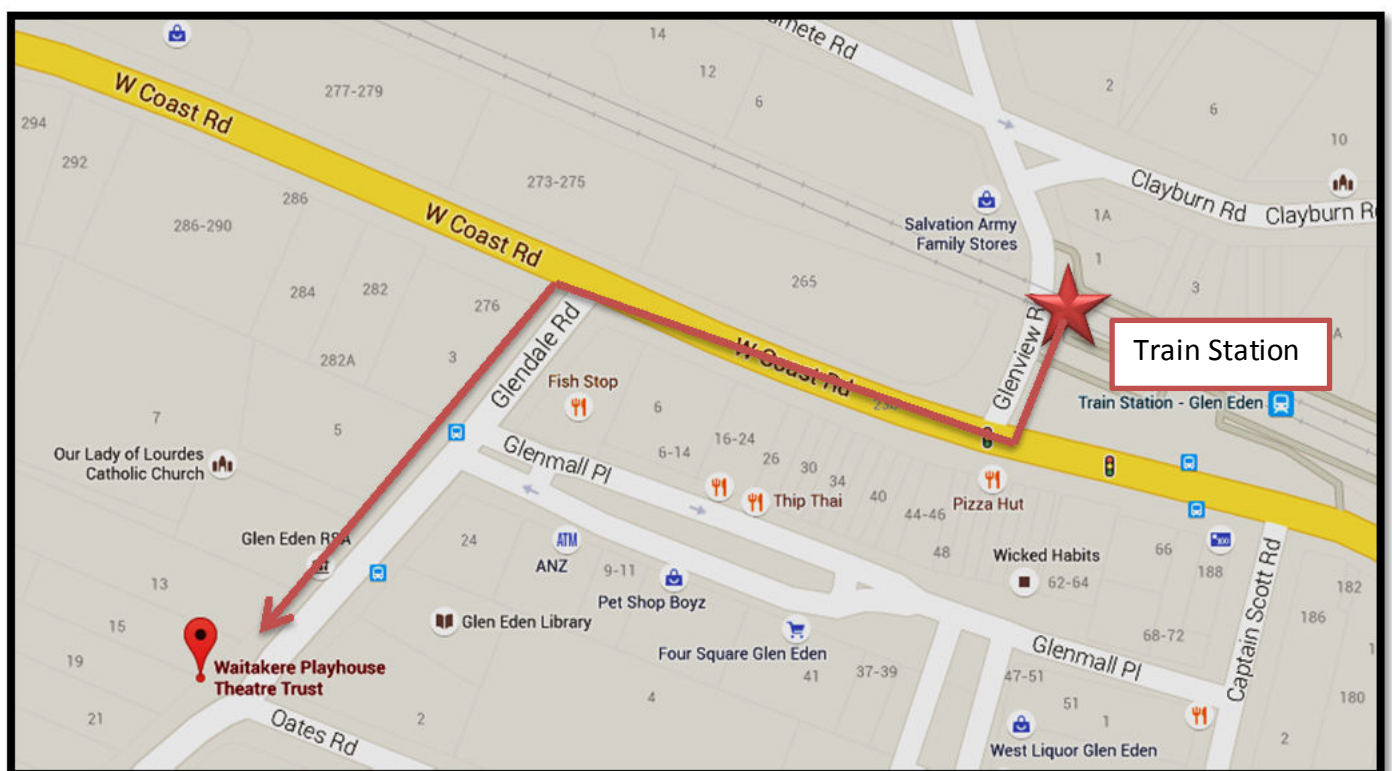 urnete Rd
14
12
6
2
6
10
W Coast Rd
277-279
294
292
286
286-290
273-275
W Coast Rd
Clayburn Rd
Clayburn R
Salvation Army
Family Stores
1A
1
3
265
284
282
276
282A
3
Glendale Rd
W Coast Rd
Glenview R
Train Station
A
Train Station - Glen Eden
Fish Stop
6
7
5
Our Lady of Lourdes
Catholic Church
Glenmall Pl
6-14
16-24
26
30
34
40
44-46
48
Thip Thai
Pizza Hut
Glen Eden RSA
24
ATM
ANZ
9-11
Pet Shop Boyz
Wicked Habits
62-64
66
188
182
186
180
Captain Scott Rd
13
15
19
21
Glen Eden Library
Four Square Glen Eden
41
37-39
68-72
Glenmall Pl
47-51
51
1
1
2
Waitakere Playhouse
Theatre Trust
Oates Rd
2
4
West Liquor Glen Eden